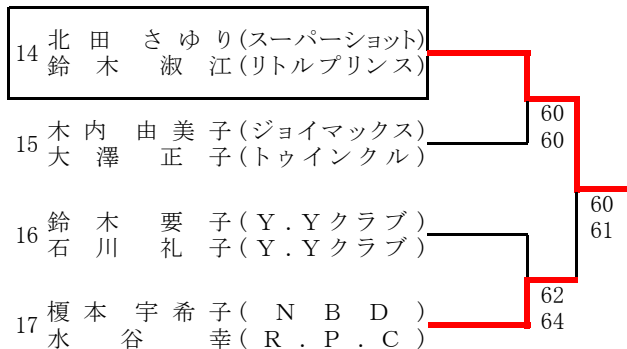 14 北田 さゆり(スーパーショット)
鈴木 淑江(リトルプリンス)
60
60
15 木内 由美子(ジョイマックス)
大澤 正子(トゥインクル)
60
61
16 鈴木 要子(Y.Yクラブ)
石川 礼子(Y.Yクラブ)
62
64
17 榎本 宇希子(NBD)
水谷 幸(R.P.C)